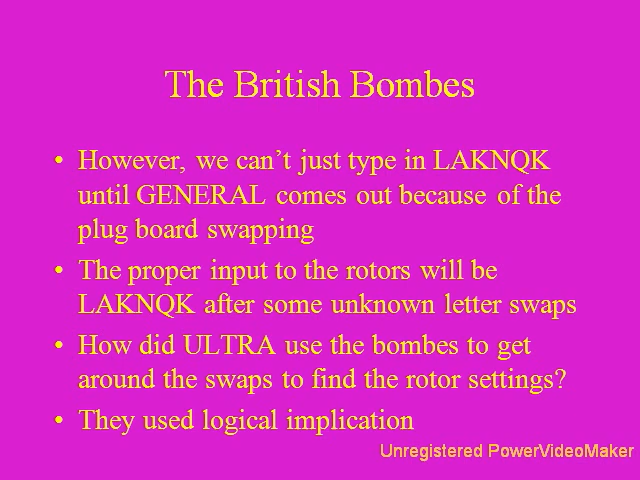 The British Bombes
• However, we can’t just type in LAKNQK
until GENERAL comes out because of the
plug board swapping
• The proper input to the rotors will be
LAKNQK after some unknown letter swaps
• How did ULTRA use the bombes to get
around the swaps to find the rotor settings?
• They used logical implication
Unregistered PowerVideoMaker